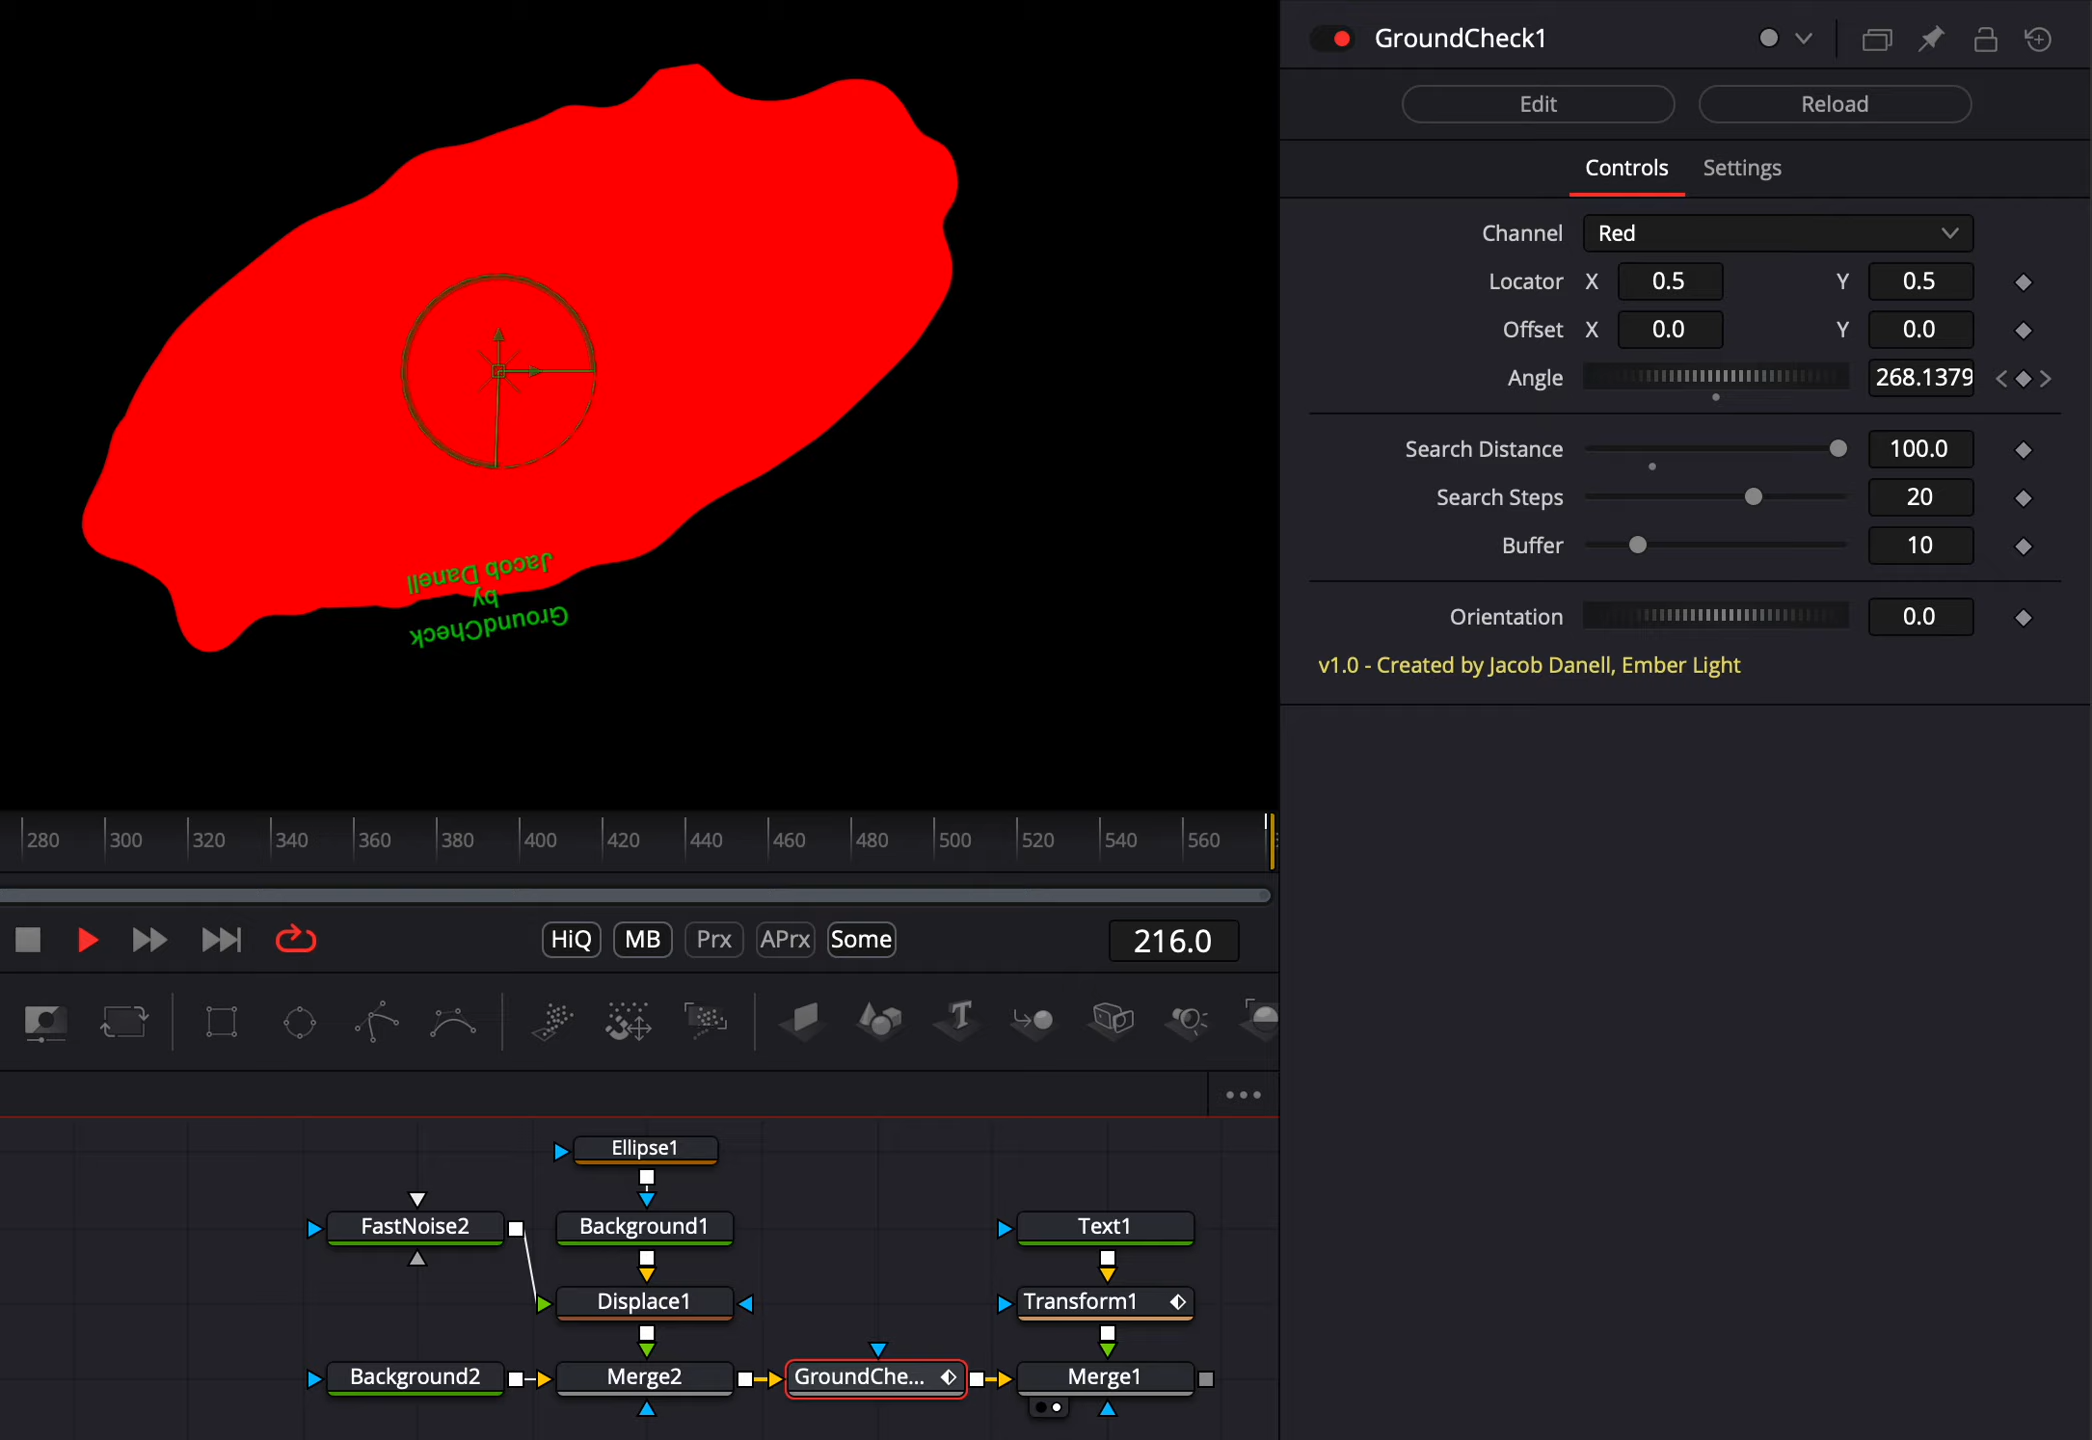 GroundCheck1
Edit
Reload
Controls
Settings
Channel
Red
Locator X 0.5 Y 0.5
Offset X 0.0 Y 0.0
Angle 268.1379
Search Distance 100.0
Search Steps 20
Buffer 10
Orientation 0.0
v1.0 - Created by Jacob Danell, Ember Light
GroundCheck
by
Jacob Danell
280 300 320 340 360 380 400 420 440 460 480 500 520 540 560
HiQ MB Prx APrx Some 216.0
Ellipse1
FastNoise2 Background1 Text1
Displace1 Transform1
Background2 Merge2 GroundChe... Merge1